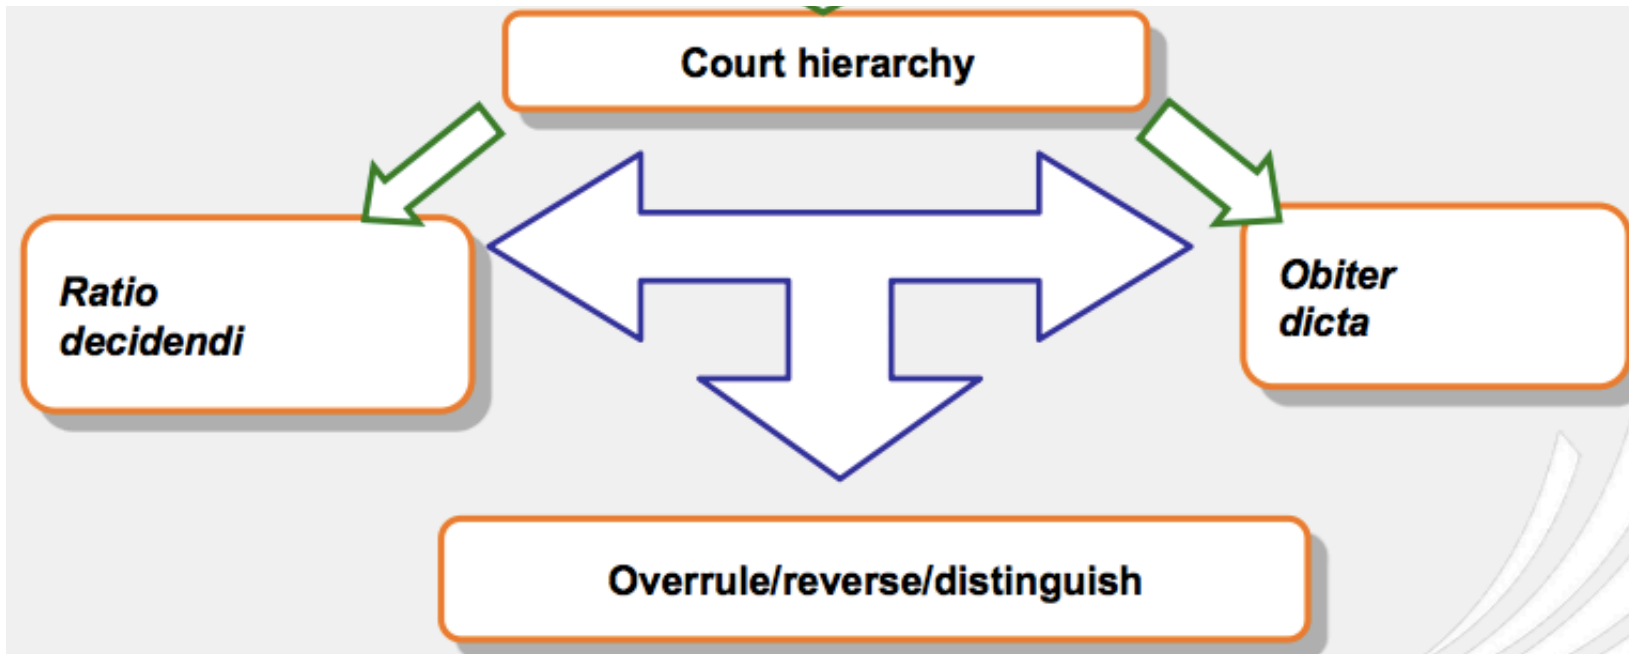 Court hierarchy
Ratio
decidendi
Obiter
dicta
Overrule/reverse/distinguish